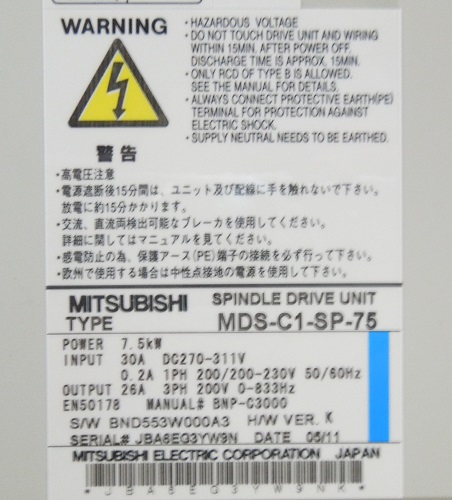 WARNING
• HAZARDOUS VOLTAGE
• DO NOT TOUCH DRIVE UNIT AND WIRING
WITHIN 15MIN. AFTER POWER OFF.
DISCHARGE TIME IS APPROX. 15MIN.
• ONLY RCD OF TYPE B IS ALLOWED.
SEE THE MANUAL FOR DETAILS.
• ALWAYS CONNECT PROTECTIVE EARTH(PE)
TERMINAL FOR PROTECTION AGAINST
ELECTRIC SHOCK.
• SUPPLY NEUTRAL NEEDS TO BE EARTHED.
警告
・高電圧注意
・電源遮断後15分間は、ユニット及び配線に手を触れないで下さい。
放電に約15分かかります。
・交流、直流両検出可能なブレーカを使用してください。
詳細に関してはマニュアルを見てください。
・感電防止の為、保護アース(PE)端子の接続を必ず行って下さい。
・欧州で使用する場合は中性点接地の電源を使用して下さい。
MITSUBISHI SPINDLE DRIVE UNIT
TYPE MDS-C1-SP-75
POWER 7.5kW
INPUT 30A DC270-311V
0.2A 1PH 200/200-230V 50/60Hz
OUTPUT 26A 3PH 200V 0-833Hz
EN50178 MANUAL# BNP-C3000
S/W BND553W000A3 H/W VER. K
SERIAL# JBA6EG3YW9N DATE 05/11
MITSUBISHI ELECTRIC CORPORATION JAPAN
* J B A 6 E G 3 Y W 9 N K *